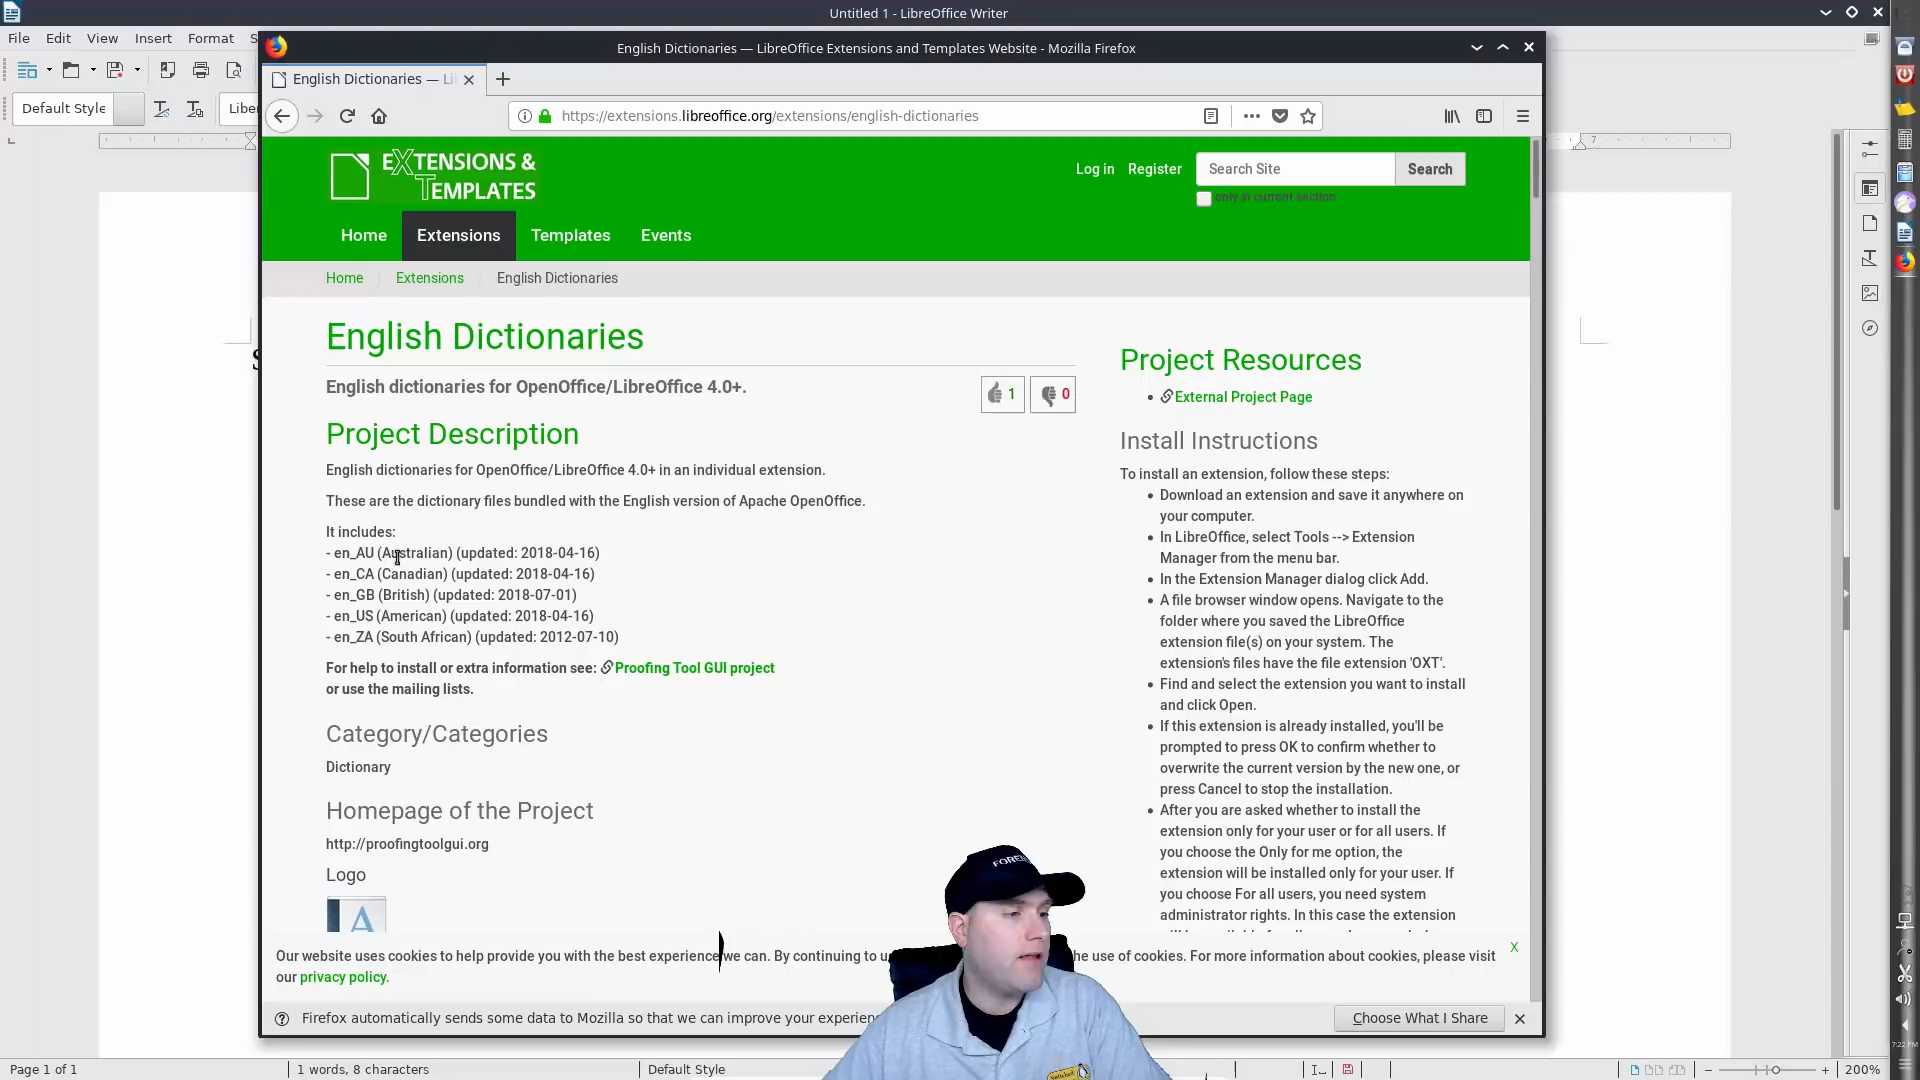 Untitled 1 - LibreOffice Writer
File Edit View Insert Format
English Dictionaries — LibreOffice Extensions and Templates Website - Mozilla Firefox
English Dictionaries — Li
Default Style
https://extensions.libreoffice.org/extensions/english-dictionaries
EXTENSIONS &
TEMPLATES
Log in Register Search Site Search
only in current section
Home Extensions Templates Events
Home Extensions English Dictionaries
English Dictionaries
English dictionaries for OpenOffice/LibreOffice 4.0+.
1 0
Project Description
English dictionaries for OpenOffice/LibreOffice 4.0+ in an individual extension.
These are the dictionary files bundled with the English version of Apache OpenOffice.
It includes:
- en_AU (Australian) (updated: 2018-04-16)
- en_CA (Canadian) (updated: 2018-04-16)
- en_GB (British) (updated: 2018-07-01)
- en_US (American) (updated: 2018-04-16)
- en_ZA (South African) (updated: 2012-07-10)
For help to install or extra information see: Proofing Tool GUI project
or use the mailing lists.
Category/Categories
Dictionary
Homepage of the Project
http://proofingtoolgui.org
Logo
A
Project Resources
External Project Page
Install Instructions
To install an extension, follow these steps:
Download an extension and save it anywhere on
your computer.
In LibreOffice, select Tools --> Extension
Manager from the menu bar.
In the Extension Manager dialog click Add.
A file browser window opens. Navigate to the
folder where you saved the LibreOffice
extension file(s) on your system. The
extension's files have the file extension 'OXT'.
Find and select the extension you want to install
and click Open.
If this extension is already installed, you'll be
prompted to press OK to confirm whether to
overwrite the current version by the new one, or
press Cancel to stop the installation.
After you are asked whether to install the
extension only for your user or for all users. If
you choose the Only for me option, the
extension will be installed only for your user. If
you choose For all users, you need system
administrator rights. In this case the extension
Our website uses cookies to help provide you with the best experience we can. By continuing to u
he use of cookies. For more information about cookies, please visit
our privacy policy.
X
Firefox automatically sends some data to Mozilla so that we can improve your experien
Choose What I Share
7
7:22 PM
Page 1 of 1 1 words, 8 characters Default Style 200%